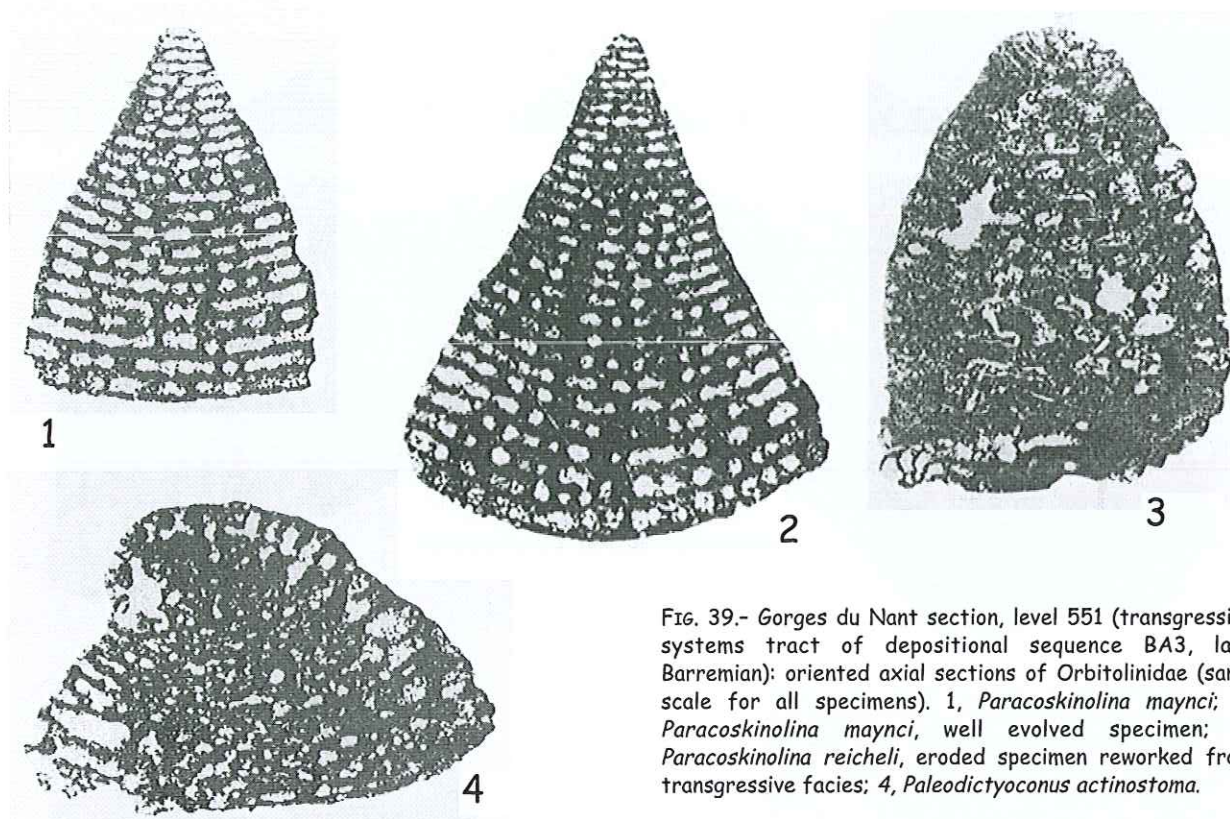 1
2
3
4
FIG. 39.- Gorges du Nant section, level 551 (transgressi
systems tract of depositional sequence BA3, la
Barremian): oriented axial sections of Orbitolinidae (sa
scale for all specimens). 1, Paracoskinolina maynci;
Paracoskinolina maynci, well evolved specimen;
Paracoskinolina reicheli, eroded specimen reworked fro
transgressive facies; 4, Paleodictyoconus actinostoma.